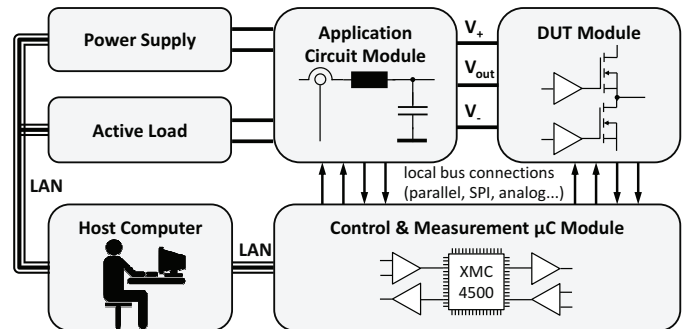 Power Supply
Application
Circuit Module
V+
Vout
V-
DUT Module
Active Load
LAN
local bus connections
(parallel, SPI, analog...)
Host Computer
LAN
Control & Measurement µC Module
XMC
4500